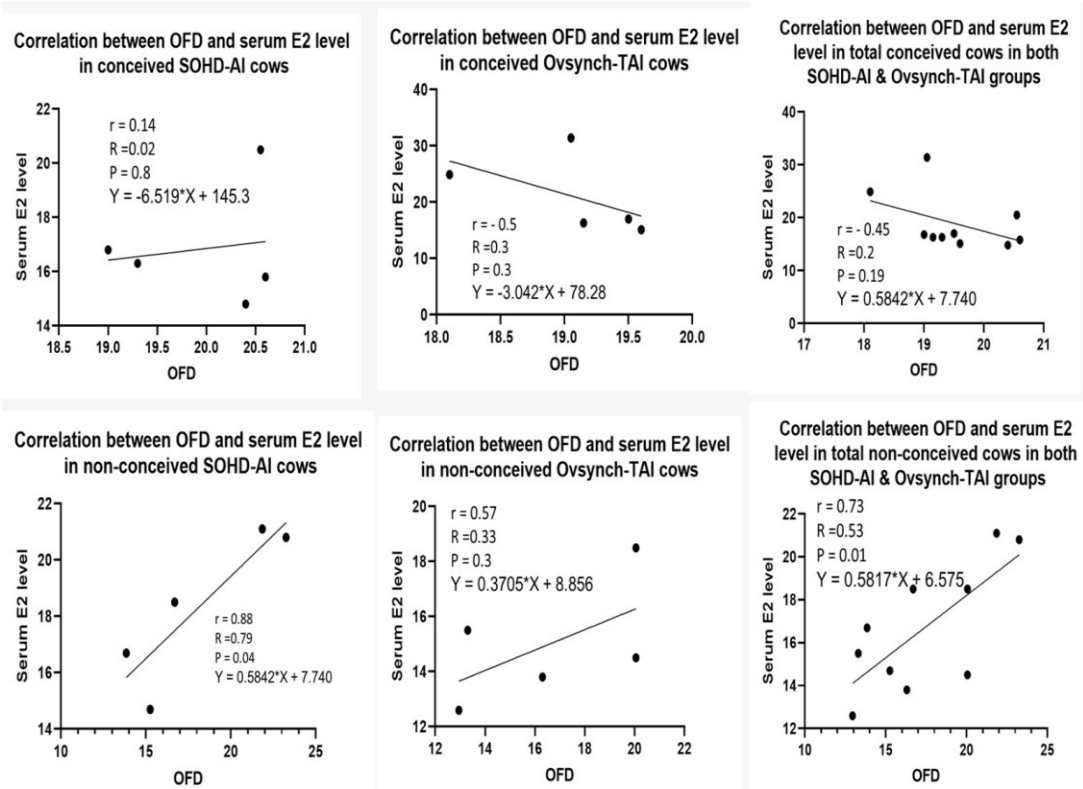 Correlation between OFD and serum E2 level
in conceived SOHD-AI cows
r = 0.14
R =0.02
P = 0.8
Y = -6.519*X + 145.3
Serum E2 level
22
20
18
16
14
18.5 19.0 19.5 20.0 20.5 21.0
OFD
Correlation between OFD and serum E2 level
in conceived Ovsynch-TAI cows
r = - 0.5
R =0.3
P = 0.3
Y = -3.042*X + 78.28
Serum E2 level
40
30
20
10
0
18.0 18.5 19.0 19.5 20.0
OFD
Correlation between OFD and serum E2
level in total conceived cows in both
SOHD-AI & Ovsynch-TAI groups
r = - 0.45
R =0.2
P = 0.19
Y = 0.5842*X + 7.740
Serum E2 level
40
30
20
10
0
17 18 19 20 21
OFD
Correlation between OFD and serum E2 level
in non-conceived SOHD-AI cows
r = 0.88
R =0.79
P = 0.04
Y = 0.5842*X + 7.740
Serum E2 level
22
20
18
16
14
10 15 20 25
OFD
Correlation between OFD and serum E2 level
in non-conceived Ovsynch-TAI cows
r = 0.57
R =0.33
P = 0.3
Y = 0.3705*X + 8.856
Serum E2 level
20
18
16
14
12
12 14 16 18 20 22
OFD
Correlation between OFD and serum E2
level in total non-conceived cows in both
SOHD-AI & Ovsynch-TAI groups
r = 0.73
R =0.53
P = 0.01
Y = 0.5817*X + 6.575
Serum E2 level
22
20
18
16
14
12
10 15 20 25
OFD